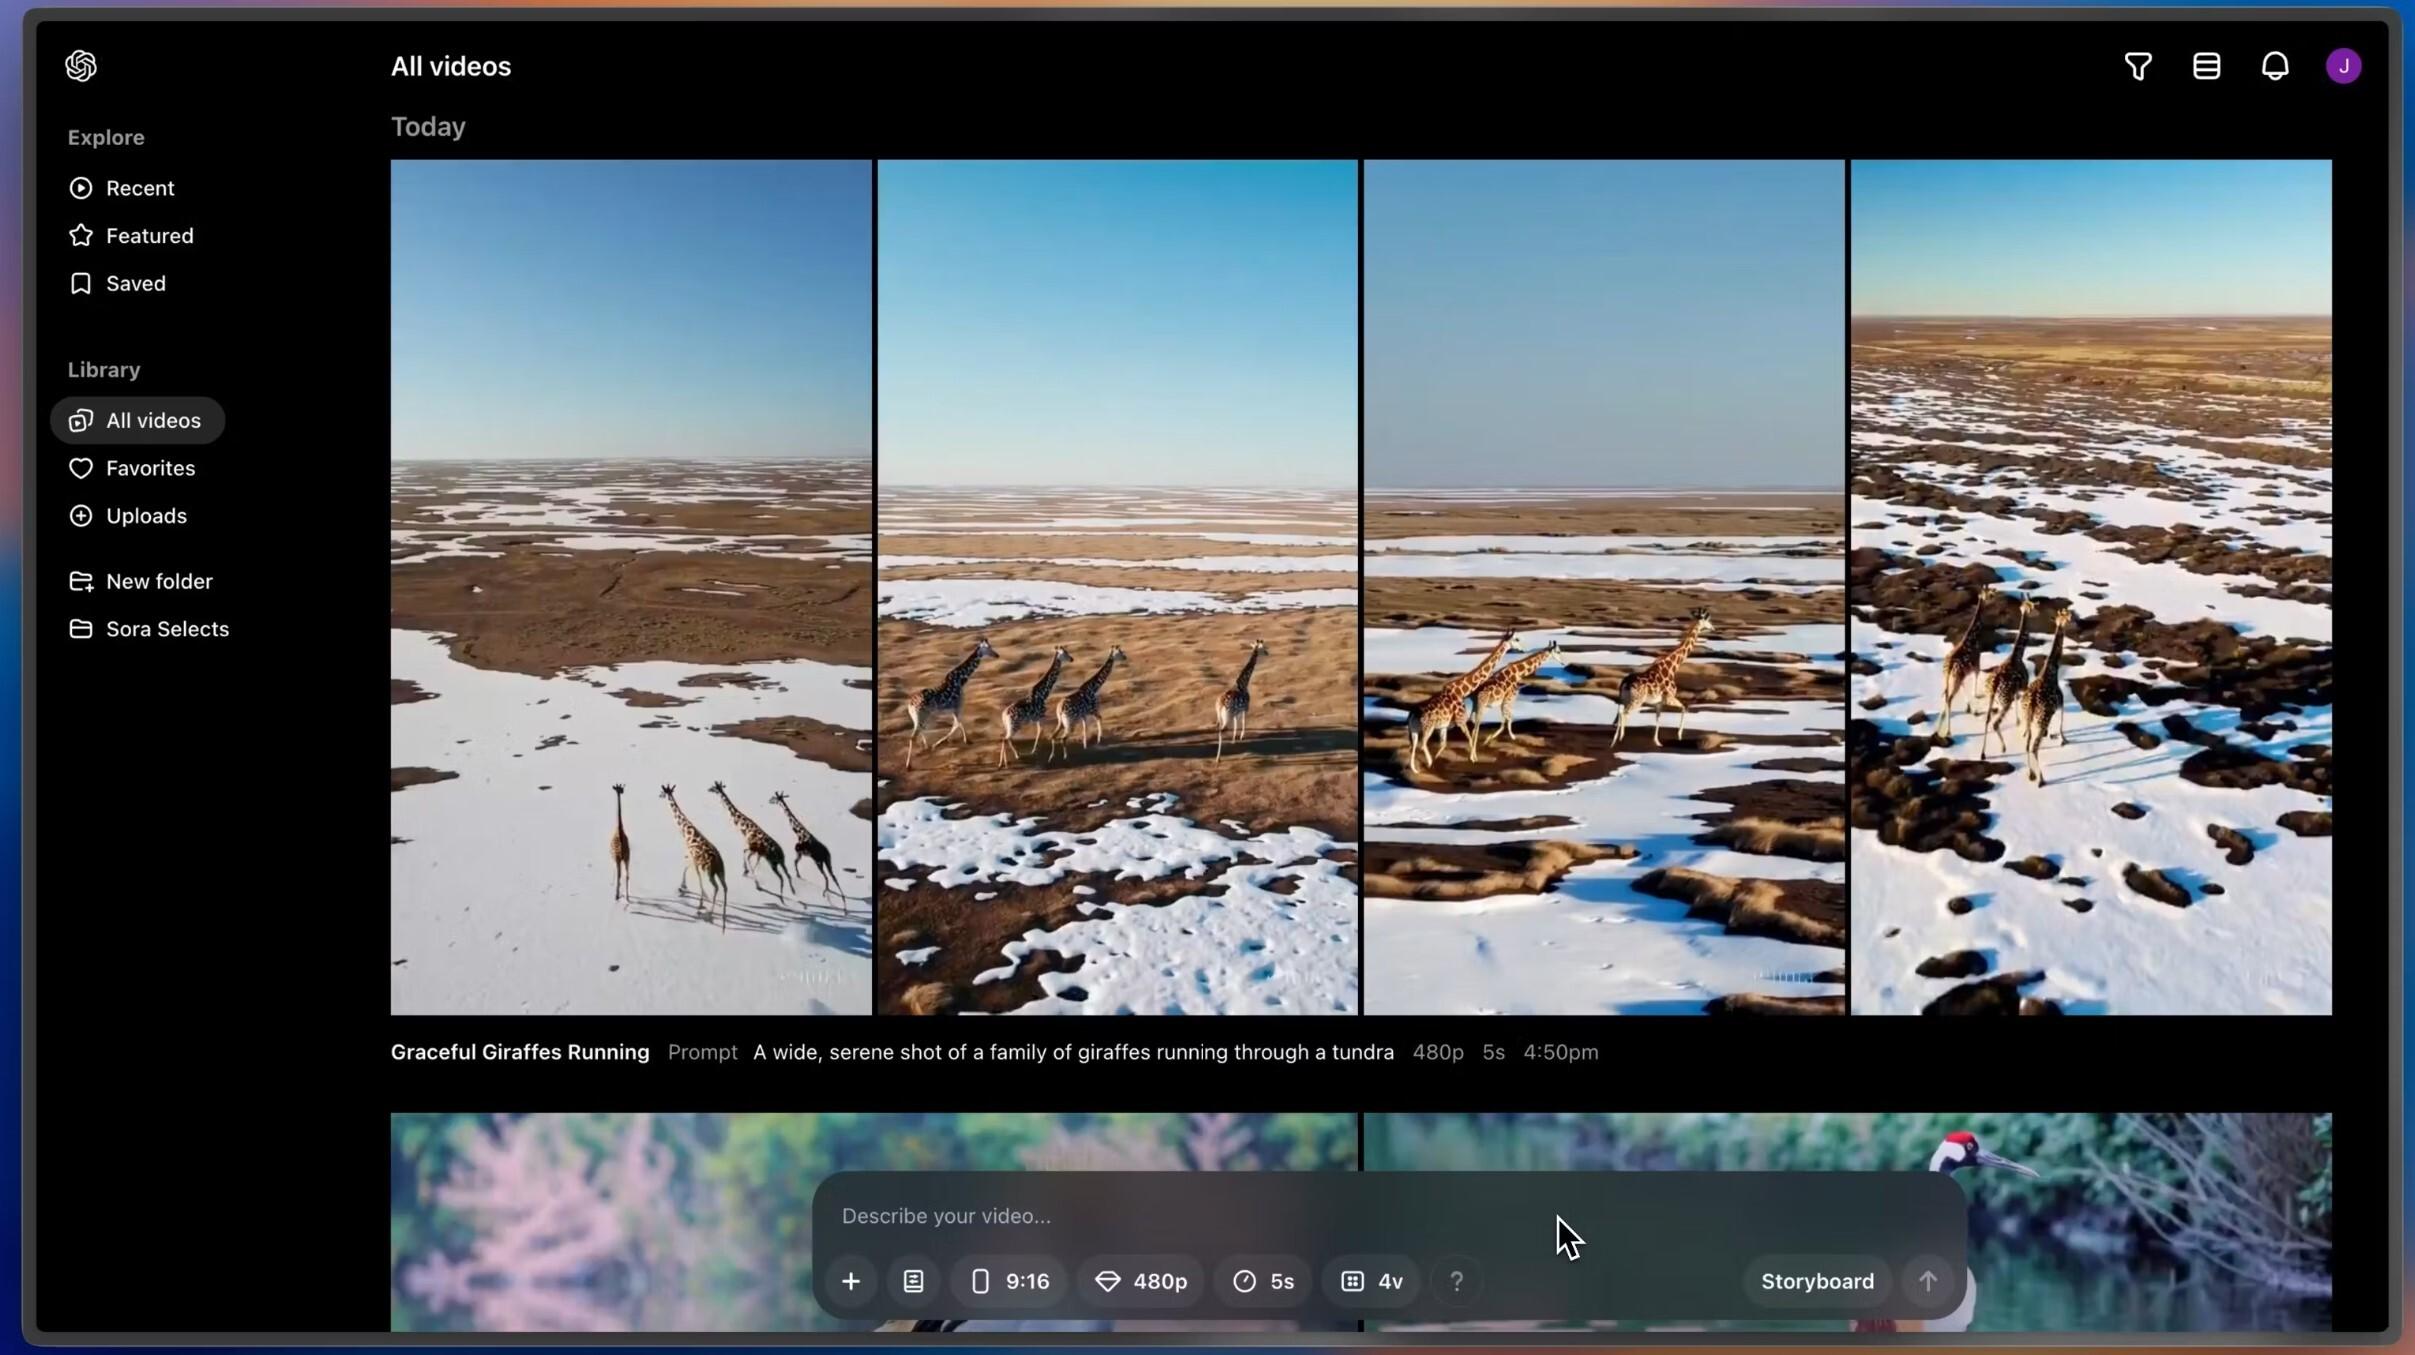 All videos
J
Explore
Today
Recent
Featured
Saved
Library
All videos
Favorites
Uploads
New folder
Sora Selects
Graceful Giraffes Running Prompt A wide, serene shot of a family of giraffes running through a tundra 480p 5s 4:50pm
Describe your video...
9:16 480p 5s 4v ? Storyboard